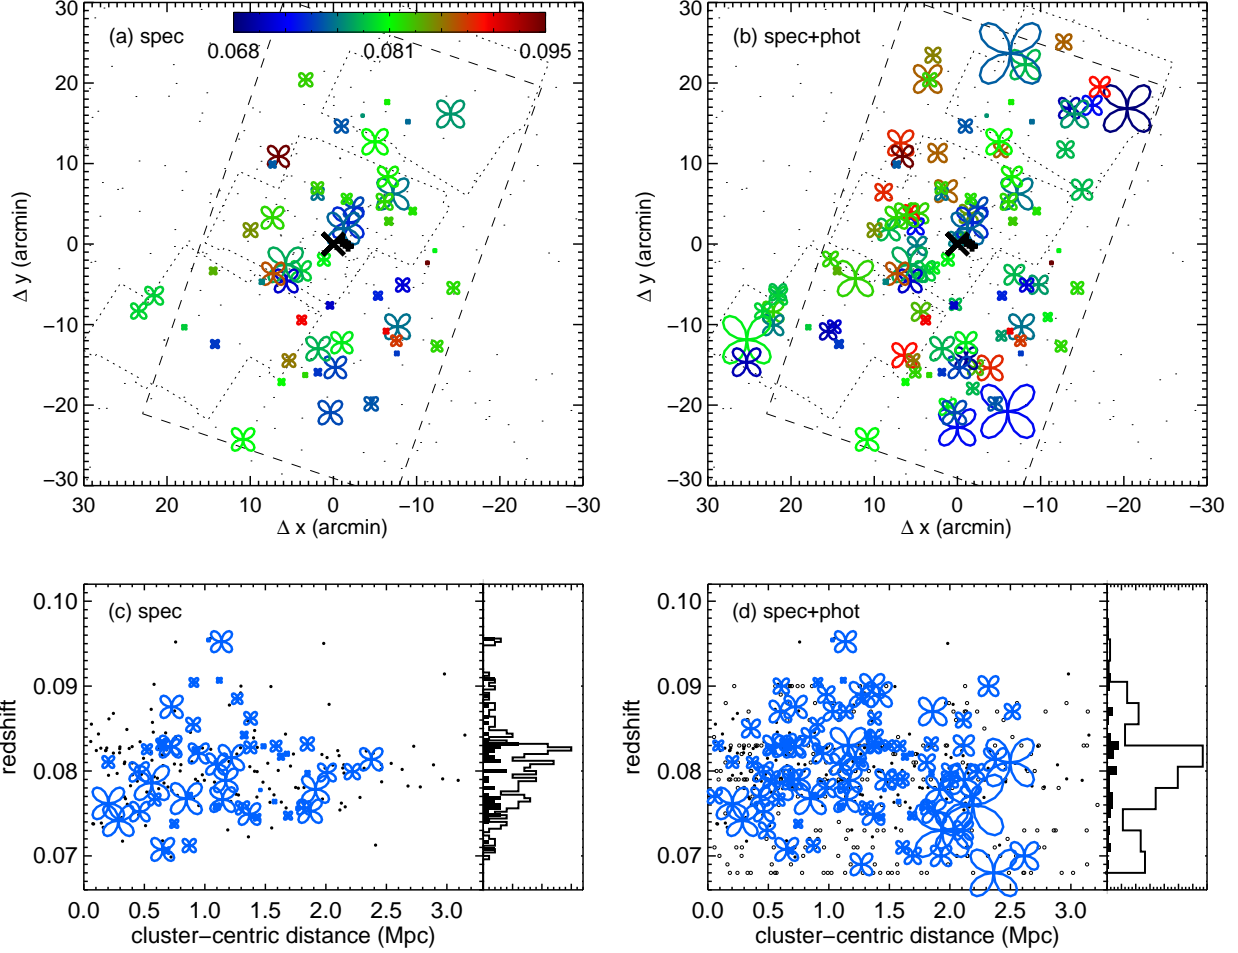 (a) spec
0.068 0.081 0.095
30
20
10
0
−10
−20
−30
Δ y (arcmin)
30 20 10 0 −10 −20 −30
Δ x (arcmin)
(b) spec+phot
30
20
10
0
−10
−20
−30
Δ y (arcmin)
30 20 10 0 −10 −20 −30
Δ x (arcmin)
(c) spec
0.10
0.09
0.08
0.07
redshift
0.0 0.5 1.0 1.5 2.0 2.5 3.0
cluster−centric distance (Mpc)
(d) spec+phot
0.10
0.09
0.08
0.07
redshift
0.0 0.5 1.0 1.5 2.0 2.5 3.0
cluster−centric distance (Mpc)